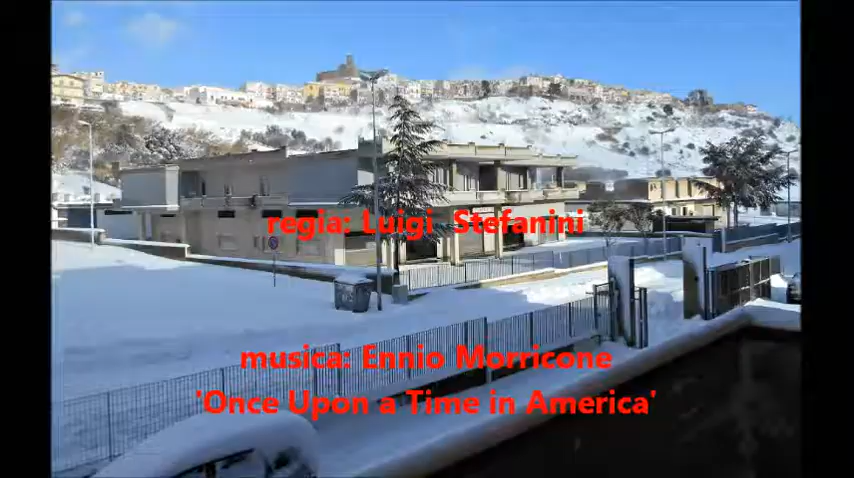 regia: Luigi Stefanini
musica: Ennio Morricone
'Once Upon a Time in America'